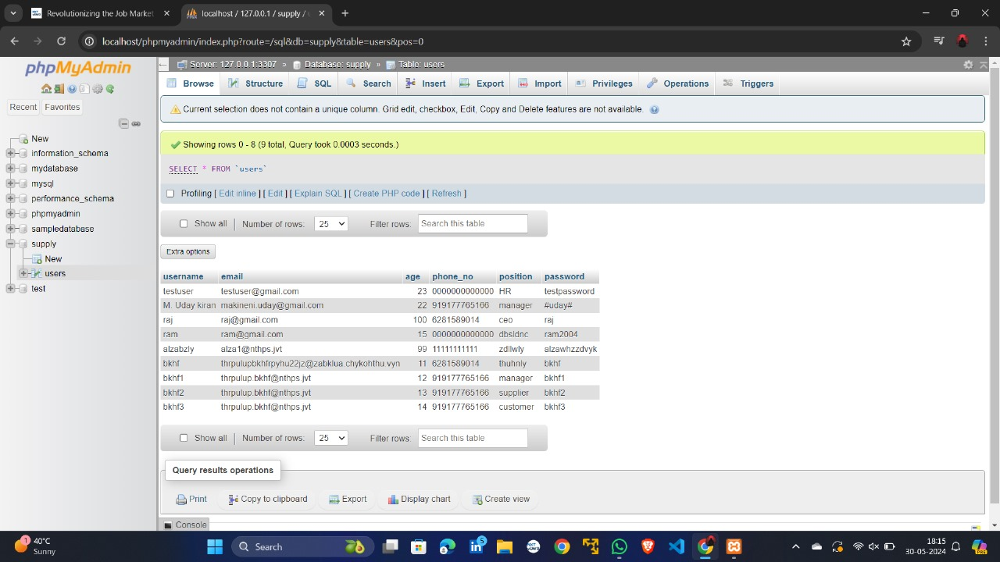 Revolutionizing the Job Market
localhost / 127.0.0.1 / supply /
localhost/phpmyadmin/index.php?route=/sql&db=supply&table=users&pos=0
phpMyAdmin
Server: 127.0.0.1:3307 » Database: supply » Table: users
Browse Structure SQL Search Insert Export Import Privileges Operations Triggers
Recent Favorites
Current selection does not contain a unique column. Grid edit, checkbox, Edit, Copy and Delete features are not available.
New
information_schema
mydatabase
mysql
performance_schema
phpmyadmin
sampledatabase
supply
New
users
test
Showing rows 0 - 8 (9 total, Query took 0.0003 seconds.)
SELECT * FROM `users`
Profiling [ Edit inline ] [ Edit ] [ Explain SQL ] [ Create PHP code ] [ Refresh ]
Show all | Number of rows: 25 Filter rows: Search this table
Extra options
username email age phone_no position password
testuser testuser@gmail.com 23 0000000000000 HR testpassword
M. Uday kiran makineni.uday@gmail.com 22 919177765166 manager #uday#
raj raj@gmail.com 100 6281589014 ceo raj
ram ram@gmail.com 15 0000000000000 dbsldnc ram2004
alzabzly alza1@nthps.jvt 99 11111111111 zdllwly alzawhzzdvyk
bkhf thrpulupbkhfrpyhu22jz@zabklua.chykohthu.vyn 11 6281589014 thuhnly bkhf
bkhf1 thrpulup.bkhf@nthps.jvt 12 919177765166 manager bkhf1
bkhf2 thrpulup.bkhf@nthps.jvt 13 919177765166 supplier bkhf2
bkhf3 thrpulup.bkhf@nthps.jvt 14 919177765166 customer bkhf3
Show all | Number of rows: 25 Filter rows: Search this table
Query results operations
Print Copy to clipboard Export Display chart Create view
Console
1
40°C
Sunny
Search
5
18:15
30-05-2024